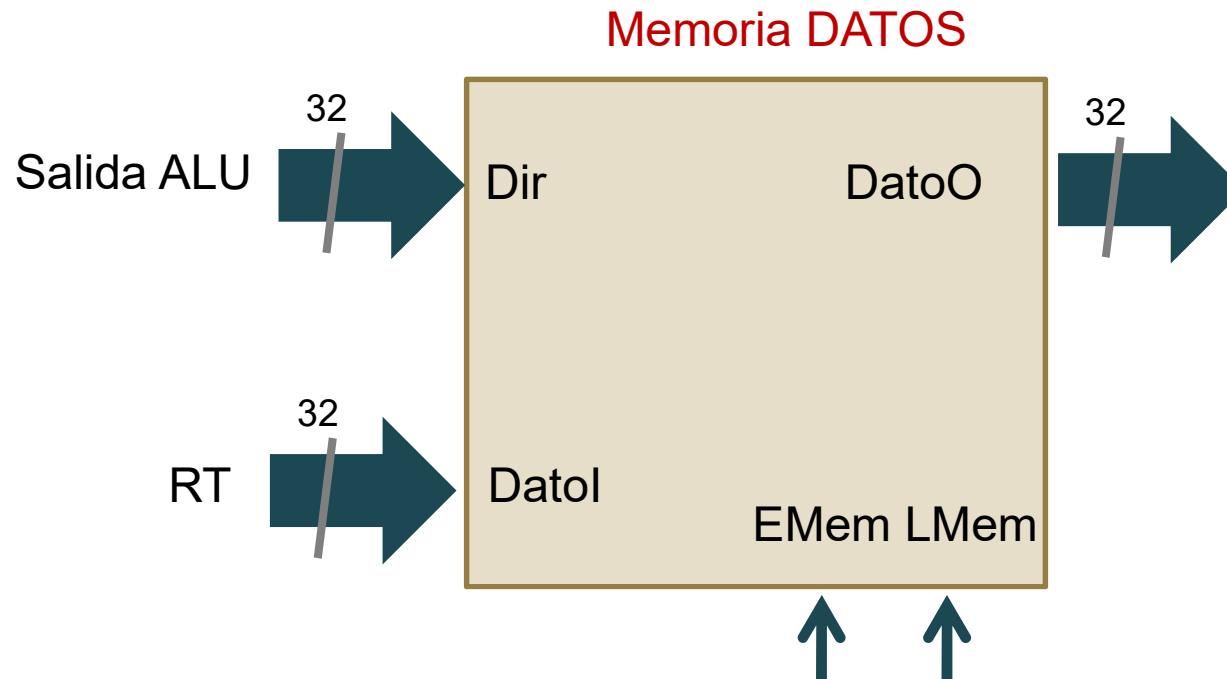 Memoria DATOS
32
32
Salida ALU
Dir
DatoO
32
RT
DatoI
EMem LMem